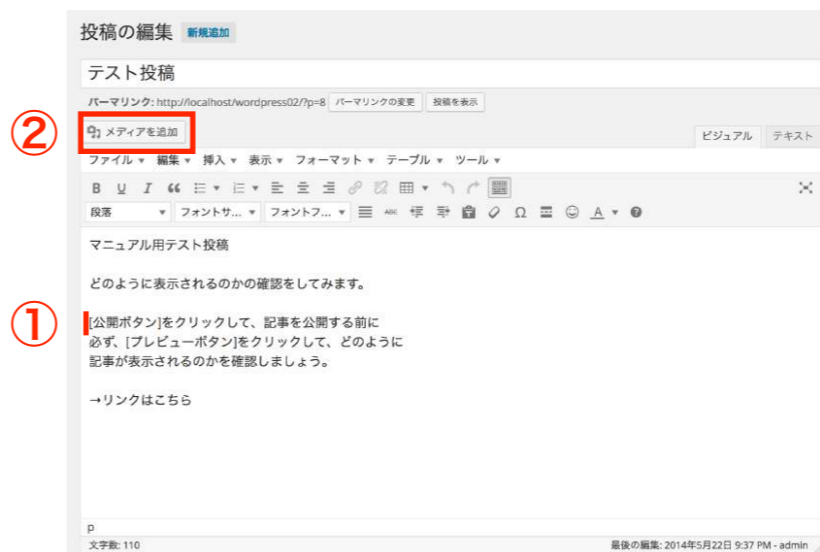 投稿の編集 新規追加
テスト投稿
パーマリンク: http://localhost/wordpress02/?p=8 パーマリンクの変更 投稿を表示
②
メディアを追加 ビジュアル テキスト
ファイル 編集 挿入 表示 フォーマット テーブル ツール
B U I
段落 フォントサ... フォントフ... ABC Ω A
マニュアル用テスト投稿
どのように表示されるのかの確認をしてみます。
①
[公開ボタン]をクリックして、記事を公開する前に
必ず、[プレビューボタン]をクリックして、どのように
記事が表示されるのかを確認しましょう。
→リンクはこちら
p
文字数: 110 最後の編集: 2014年5月22日 9:37 PM - admin